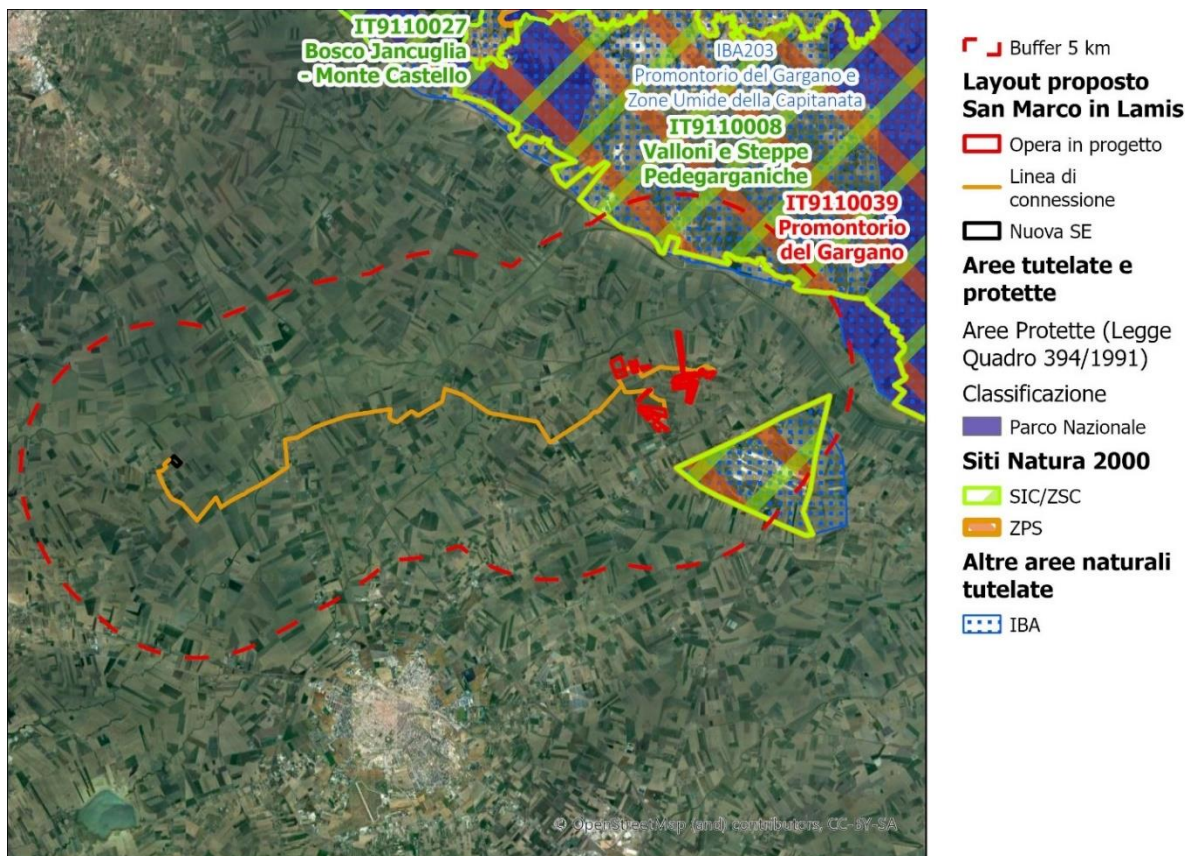 IT9110027
Bosco Jancuglia
- Monte Castello
IBA203
Promontorio del Gargano e
Zone Umide della Capitanata
IT9110008
Valloni e Steppe
Pedegarganiche
IT9110039
Promontorio
del Gargano
© OpenStreetMap (and) contributors, CC-BY-SA
Buffer 5 km
Layout proposto
San Marco in Lamis
Opera in progetto
Linea di
connessione
Nuova SE
Aree tutelate e
protette
Aree Protette (Legge
Quadro 394/1991)
Classificazione
Parco Nazionale
Siti Natura 2000
SIC/ZSC
ZPS
Altre aree naturali
tutelate
IBA